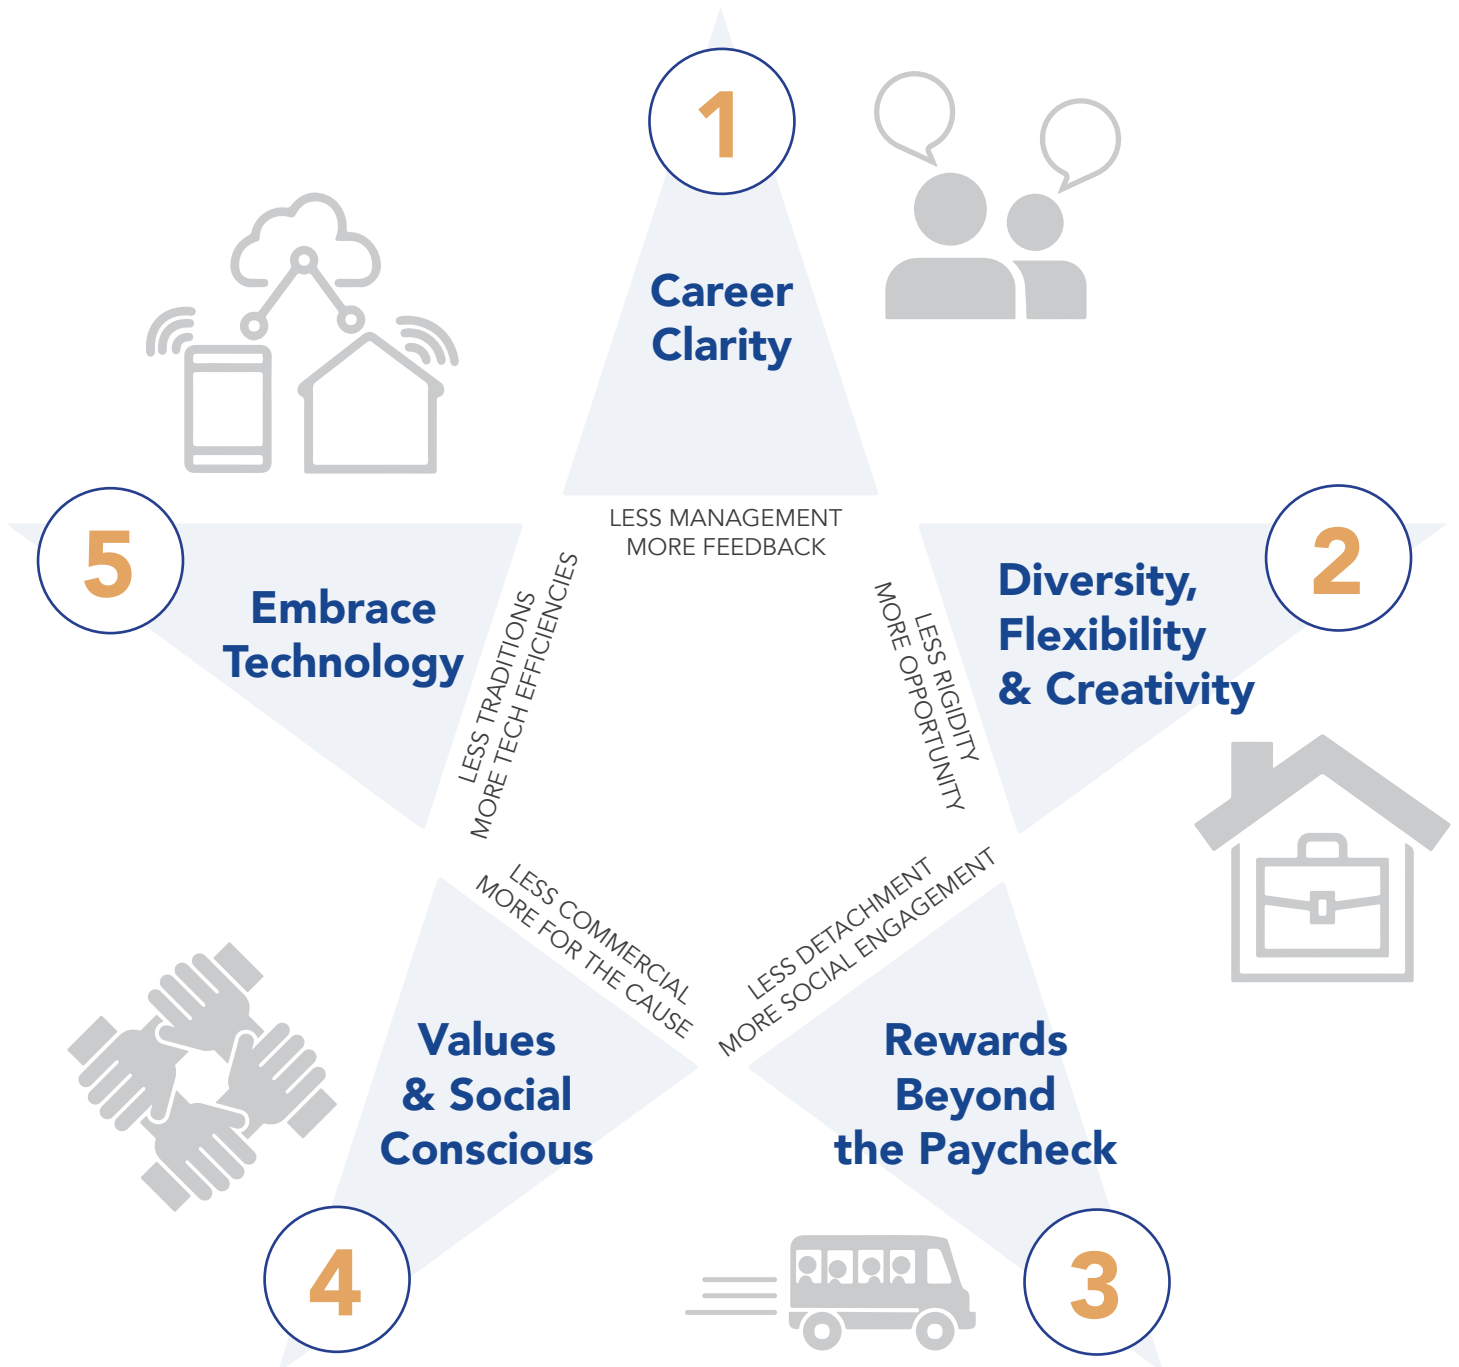 1
Career
Clarity
LESS MANAGEMENT
MORE FEEDBACK
2
Diversity,
Flexibility
& Creativity
LESS RIGIDITY
MORE OPPORTUNITY
3
Rewards
Beyond
the Paycheck
LESS DETACHMENT
MORE SOCIAL ENGAGEMENT
4
Values
& Social
Conscious
LESS COMMERCIAL
MORE FOR THE CAUSE
5
Embrace
Technology
LESS TRADITIONS
MORE TECH EFFICIENCIES